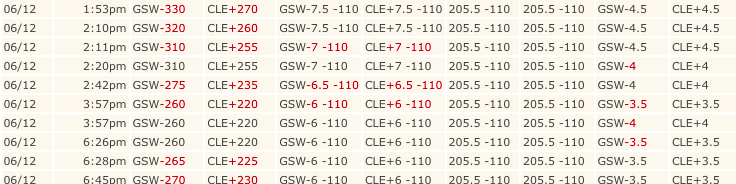 06/12 1:53pm GSW-330 CLE+270 GSW-7.5 -110 CLE+7.5 -110 205.5 -110 205.5 -110 GSW-4.5 CLE+4.5
06/12 2:10pm GSW-320 CLE+260 GSW-7.5 -110 CLE+7.5 -110 205.5 -110 205.5 -110 GSW-4.5 CLE+4.5
06/12 2:11pm GSW-310 CLE+255 GSW-7 -110 CLE+7 -110 205.5 -110 205.5 -110 GSW-4.5 CLE+4.5
06/12 2:20pm GSW-310 CLE+255 GSW-7 -110 CLE+7 -110 205.5 -110 205.5 -110 GSW-4 CLE+4
06/12 2:42pm GSW-275 CLE+235 GSW-6.5 -110 CLE+6.5 -110 205.5 -110 205.5 -110 GSW-4 CLE+4
06/12 3:57pm GSW-260 CLE+220 GSW-6 -110 CLE+6 -110 205.5 -110 205.5 -110 GSW-3.5 CLE+3.5
06/12 3:57pm GSW-260 CLE+220 GSW-6 -110 CLE+6 -110 205.5 -110 205.5 -110 GSW-4 CLE+4
06/12 6:26pm GSW-260 CLE+220 GSW-6 -110 CLE+6 -110 205.5 -110 205.5 -110 GSW-3.5 CLE+3.5
06/12 6:28pm GSW-265 CLE+225 GSW-6 -110 CLE+6 -110 205.5 -110 205.5 -110 GSW-3.5 CLE+3.5
06/12 6:45pm GSW-270 CLE+230 GSW-6 -110 CLE+6 -110 205.5 -110 205.5 -110 GSW-3.5 CLE+3.5